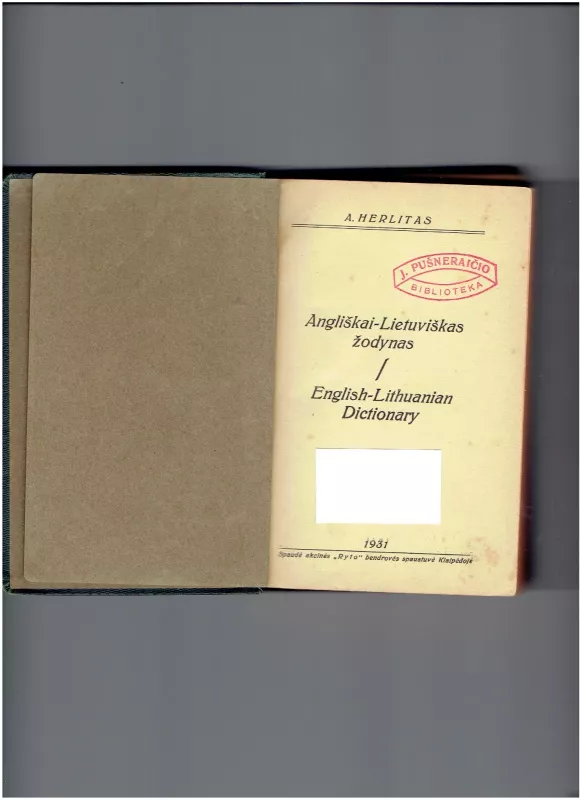 A. HERLITAS
J. PUŠNERAIČIO
BIBLIOTEKA
Angliškai-Lietuviškas
žodynas
/
English-Lithuanian
Dictionary
1931
Spaudė akcinės „Ryto" bendrovės spaustuvė Klaipėdoje